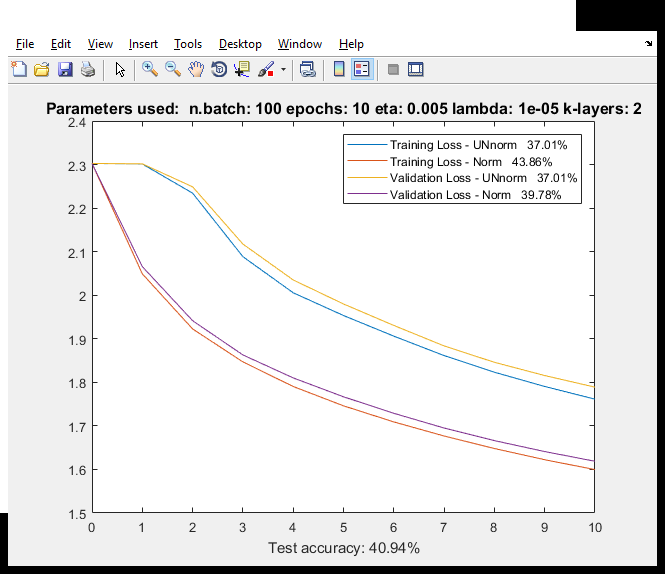 File Edit View Insert Tools Desktop Window Help
Parameters used: n.batch: 100 epochs: 10 eta: 0.005 lambda: 1e-05 k-layers: 2
2.4
Training Loss - UNnorm 37.01%
Training Loss - Norm 43.86%
Validation Loss - UNnorm 37.01%
Validation Loss - Norm 39.78%
2.3
2.2
2.1
2
1.9
1.8
1.7
1.6
1.5
0 1 2 3 4 5 6 7 8 9 10
Test accuracy: 40.94%